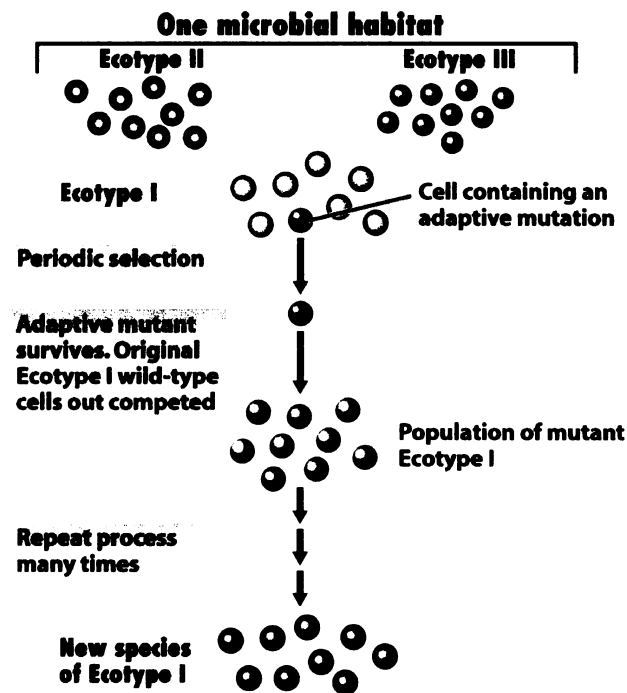 One microbial habitat
Ecotype II
Ecotype III
Ecotype I
Cell containing an
adaptive mutation
Periodic selection
Adaptive mutant
survives. Original
Ecotype I wild-type
cells out competed
Population of mutant
Ecotype I
Repeat process
many times
New species
of Ecotype I